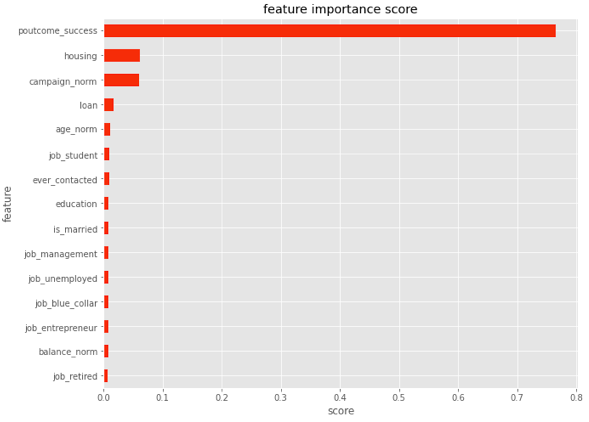 feature importance score
poutcome_success
housing
campaign_norm
loan
age_norm
job_student
ever_contacted
education
is_married
job_management
job_unemployed
job_blue_collar
job_entrepreneur
balance_norm
job_retired
feature
0.0 0.1 0.2 0.3 0.4 0.5 0.6 0.7 0.8
score